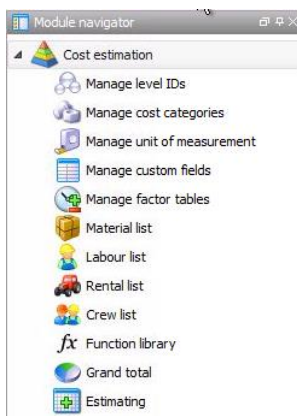 Module navigator
Cost estimation
Manage level IDs
Manage cost categories
Manage unit of measurement
Manage custom fields
Manage factor tables
Material list
Labour list
Rental list
Crew list
fx Function library
Grand total
Estimating